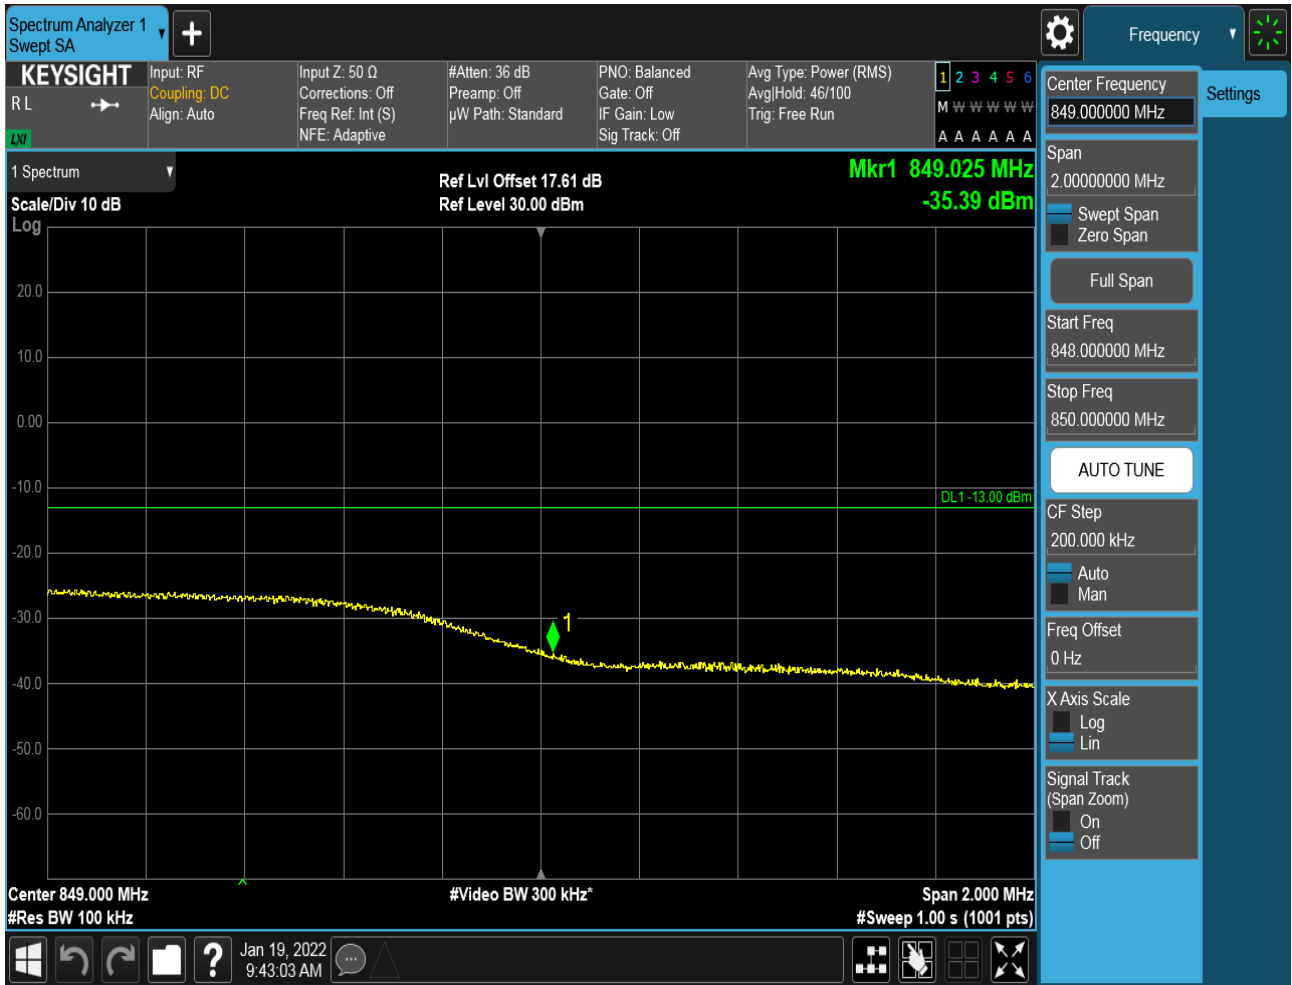 Spectrum Analyzer 1
Swept SA
Frequency
KEYSIGHT
R L
LXI
Input: RF
Coupling: DC
Align: Auto
Input Z: 50 Ω
Corrections: Off
Freq Ref: Int (S)
NFE: Adaptive
#Atten: 36 dB
Preamp: Off
µW Path: Standard
PNO: Balanced
Gate: Off
IF Gain: Low
Sig Track: Off
Avg Type: Power (RMS)
Avg|Hold: 46/100
Trig: Free Run
1 2 3 4 5 6
M W W W W W
A A A A A A
1 Spectrum
Scale/Div 10 dB
Log
Ref Lvl Offset 17.61 dB
Ref Level 30.00 dBm
Mkr1 849.025 MHz
-35.39 dBm
20.0
10.0
0.00
-10.0
DL1 -13.00 dBm
-20.0
-30.0
1
-40.0
-50.0
-60.0
Center 849.000 MHz
#Res BW 100 kHz
#Video BW 300 kHz*
Span 2.000 MHz
#Sweep 1.00 s (1001 pts)
Jan 19, 2022
9:43:03 AM
Center Frequency
849.000000 MHz
Settings
Span
2.00000000 MHz
Swept Span
Zero Span
Full Span
Start Freq
848.000000 MHz
Stop Freq
850.000000 MHz
AUTO TUNE
CF Step
200.000 kHz
Auto
Man
Freq Offset
0 Hz
X Axis Scale
Log
Lin
Signal Track
(Span Zoom)
On
Off